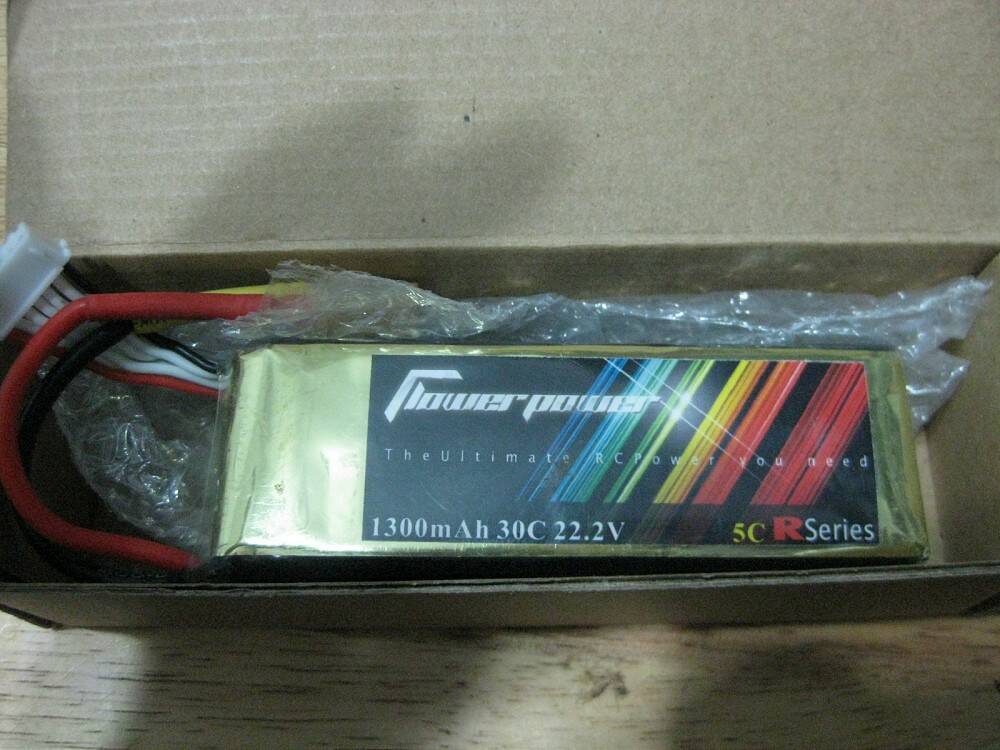 Flowerpower
The Ultimate RC Power you need
1300mAh 30C 22.2V
5C R Series